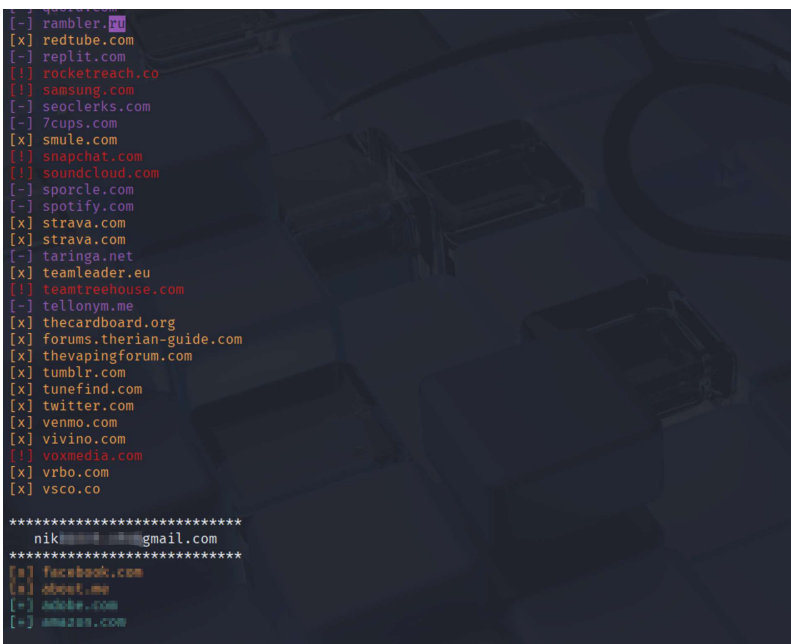 [-] rambler.ru
[x] redtube.com
[-] replit.com
[!] rocketreach.co
[!] samsung.com
[-] seoclerks.com
[-] 7cups.com
[x] smule.com
[!] snapchat.com
[!] soundcloud.com
[-] sporcle.com
[-] spotify.com
[x] strava.com
[x] strava.com
[-] taringa.net
[x] teamleader.eu
[!] teamtreehouse.com
[-] tellonym.me
[x] thecardboard.org
[x] forums.therian-guide.com
[x] thevapingforum.com
[x] tumblr.com
[x] tunefind.com
[x] twitter.com
[x] venmo.com
[x] vivino.com
[!] voxmedia.com
[x] vrbo.com
[x] vsco.co
****************************
nik gmail.com
****************************